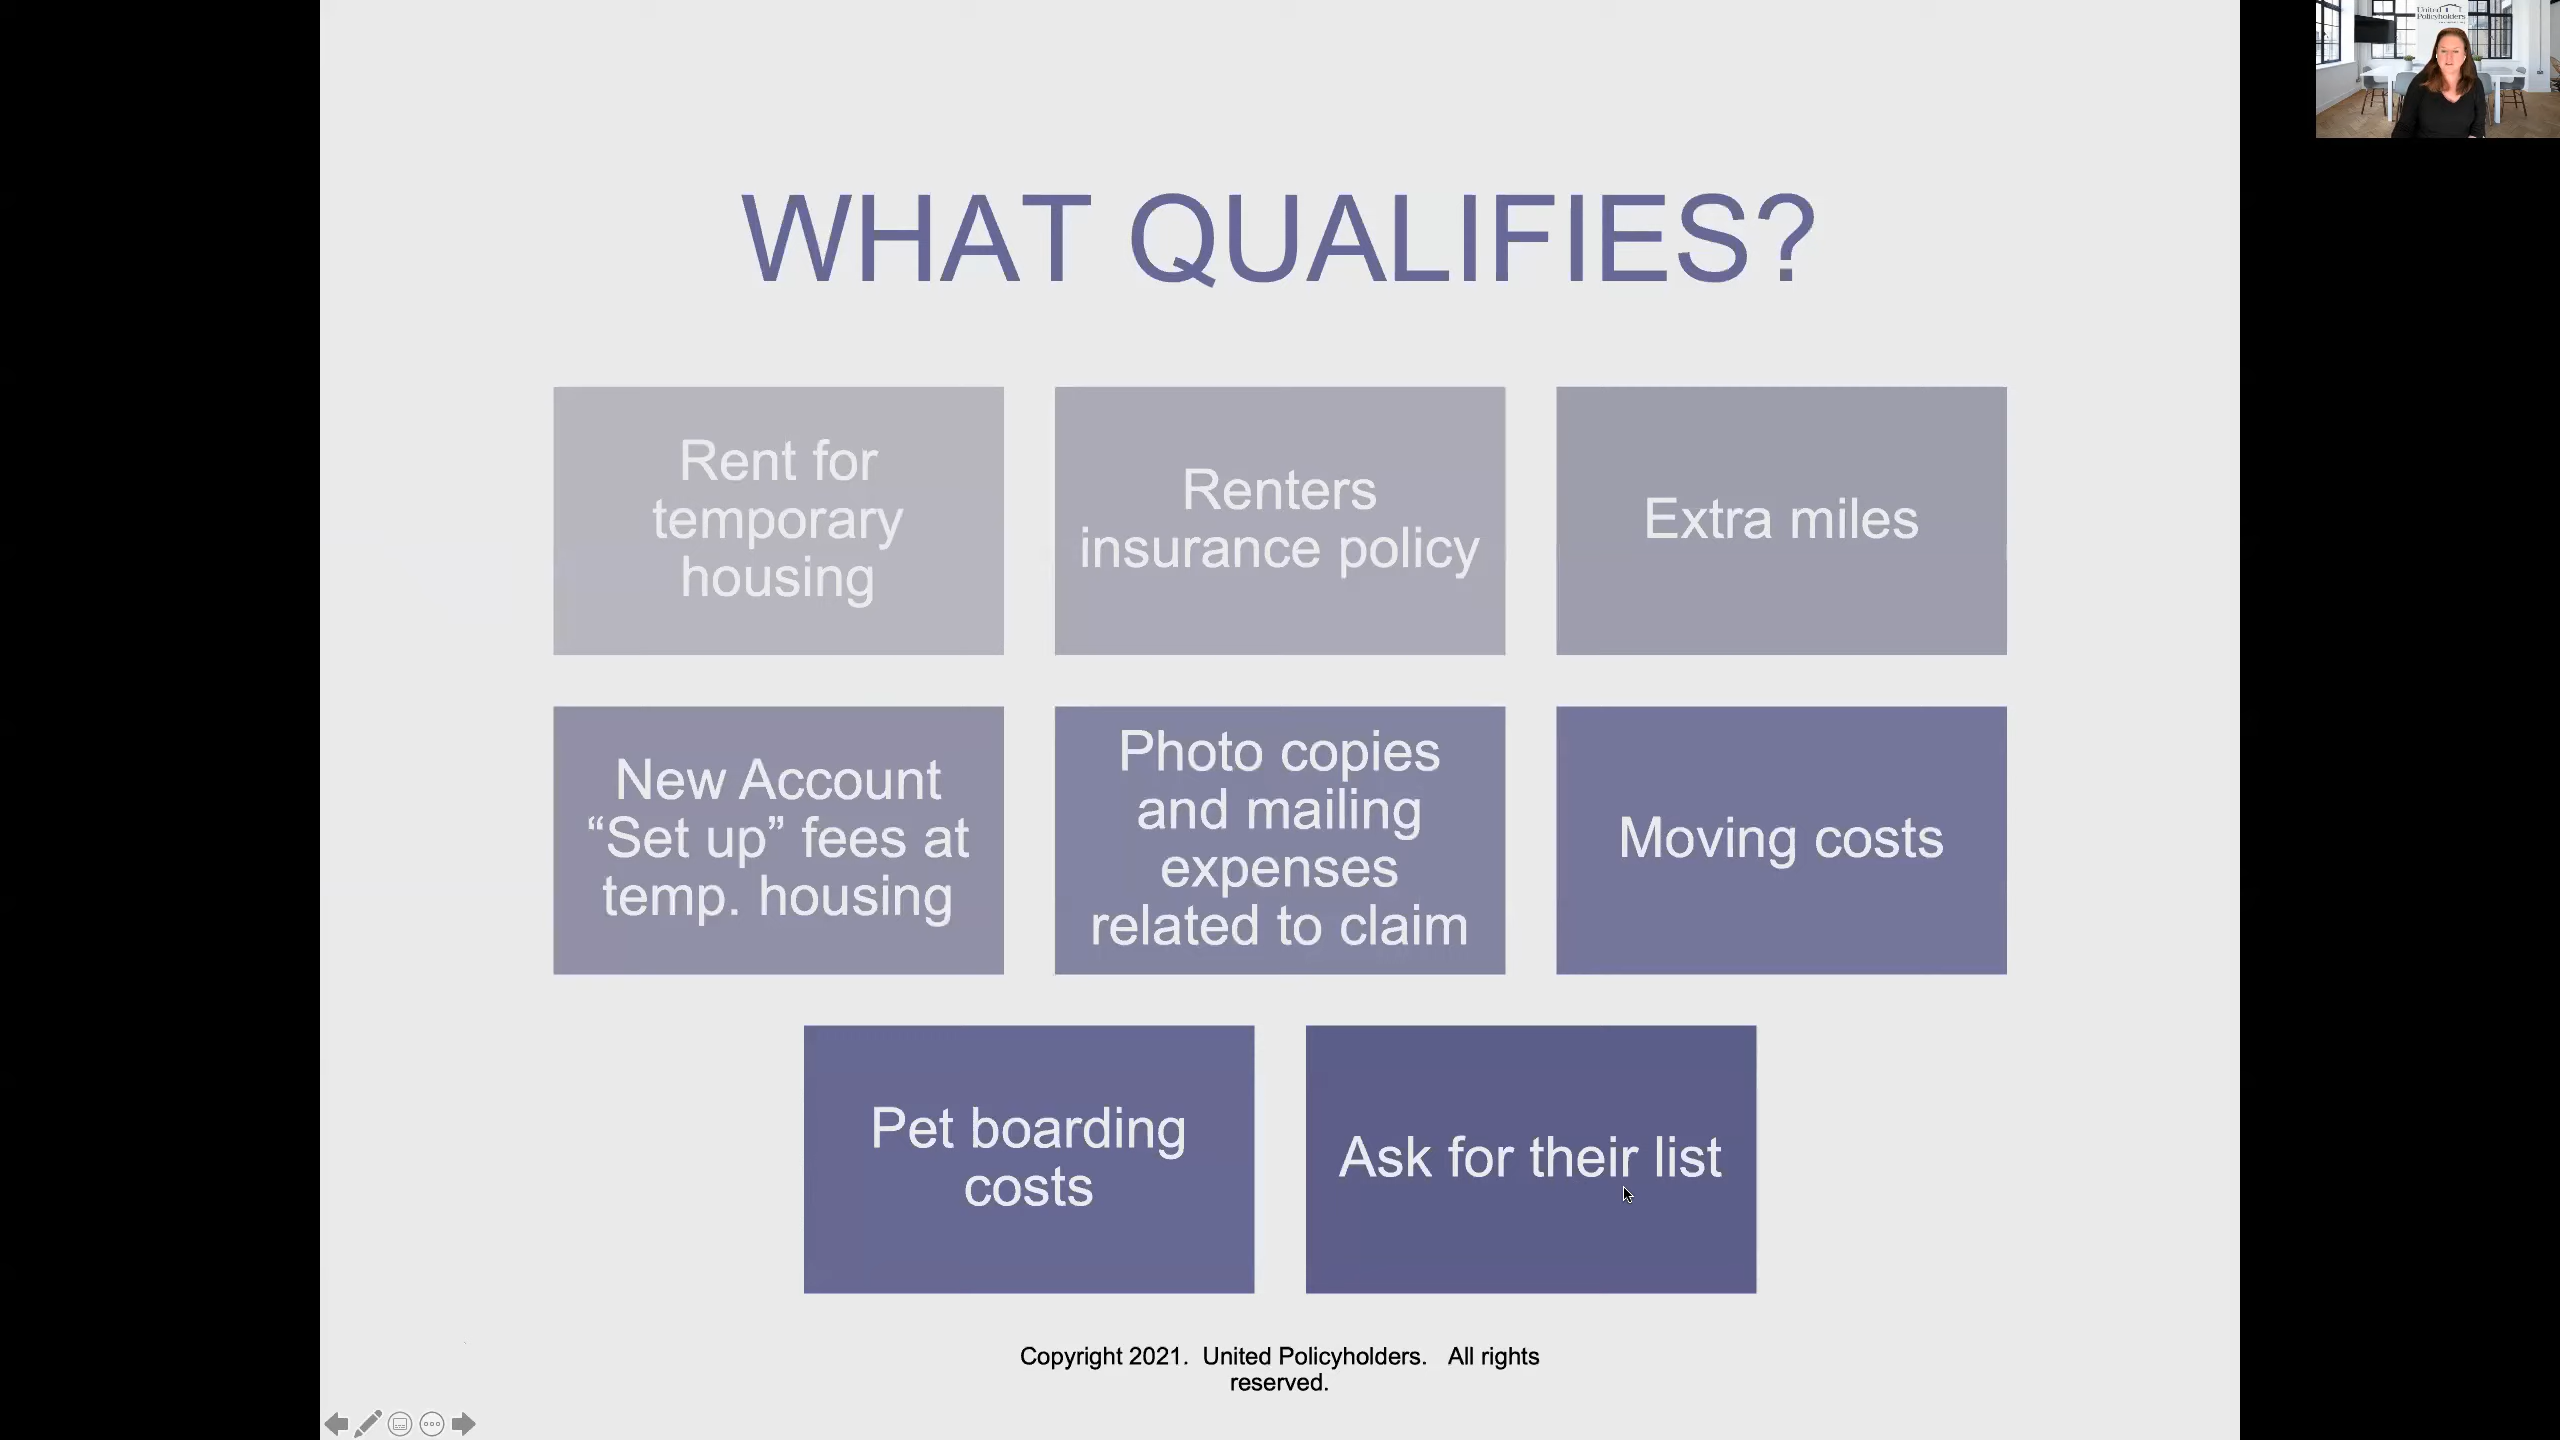 United
Policyholders
WHAT QUALIFIES?
Rent for
temporary
housing
Renters
insurance policy
Extra miles
New Account
“Set up” fees at
temp. housing
Photo copies
and mailing
expenses
related to claim
Moving costs
Pet boarding
costs
Ask for their list
Copyright 2021.  United Policyholders.   All rights
reserved.